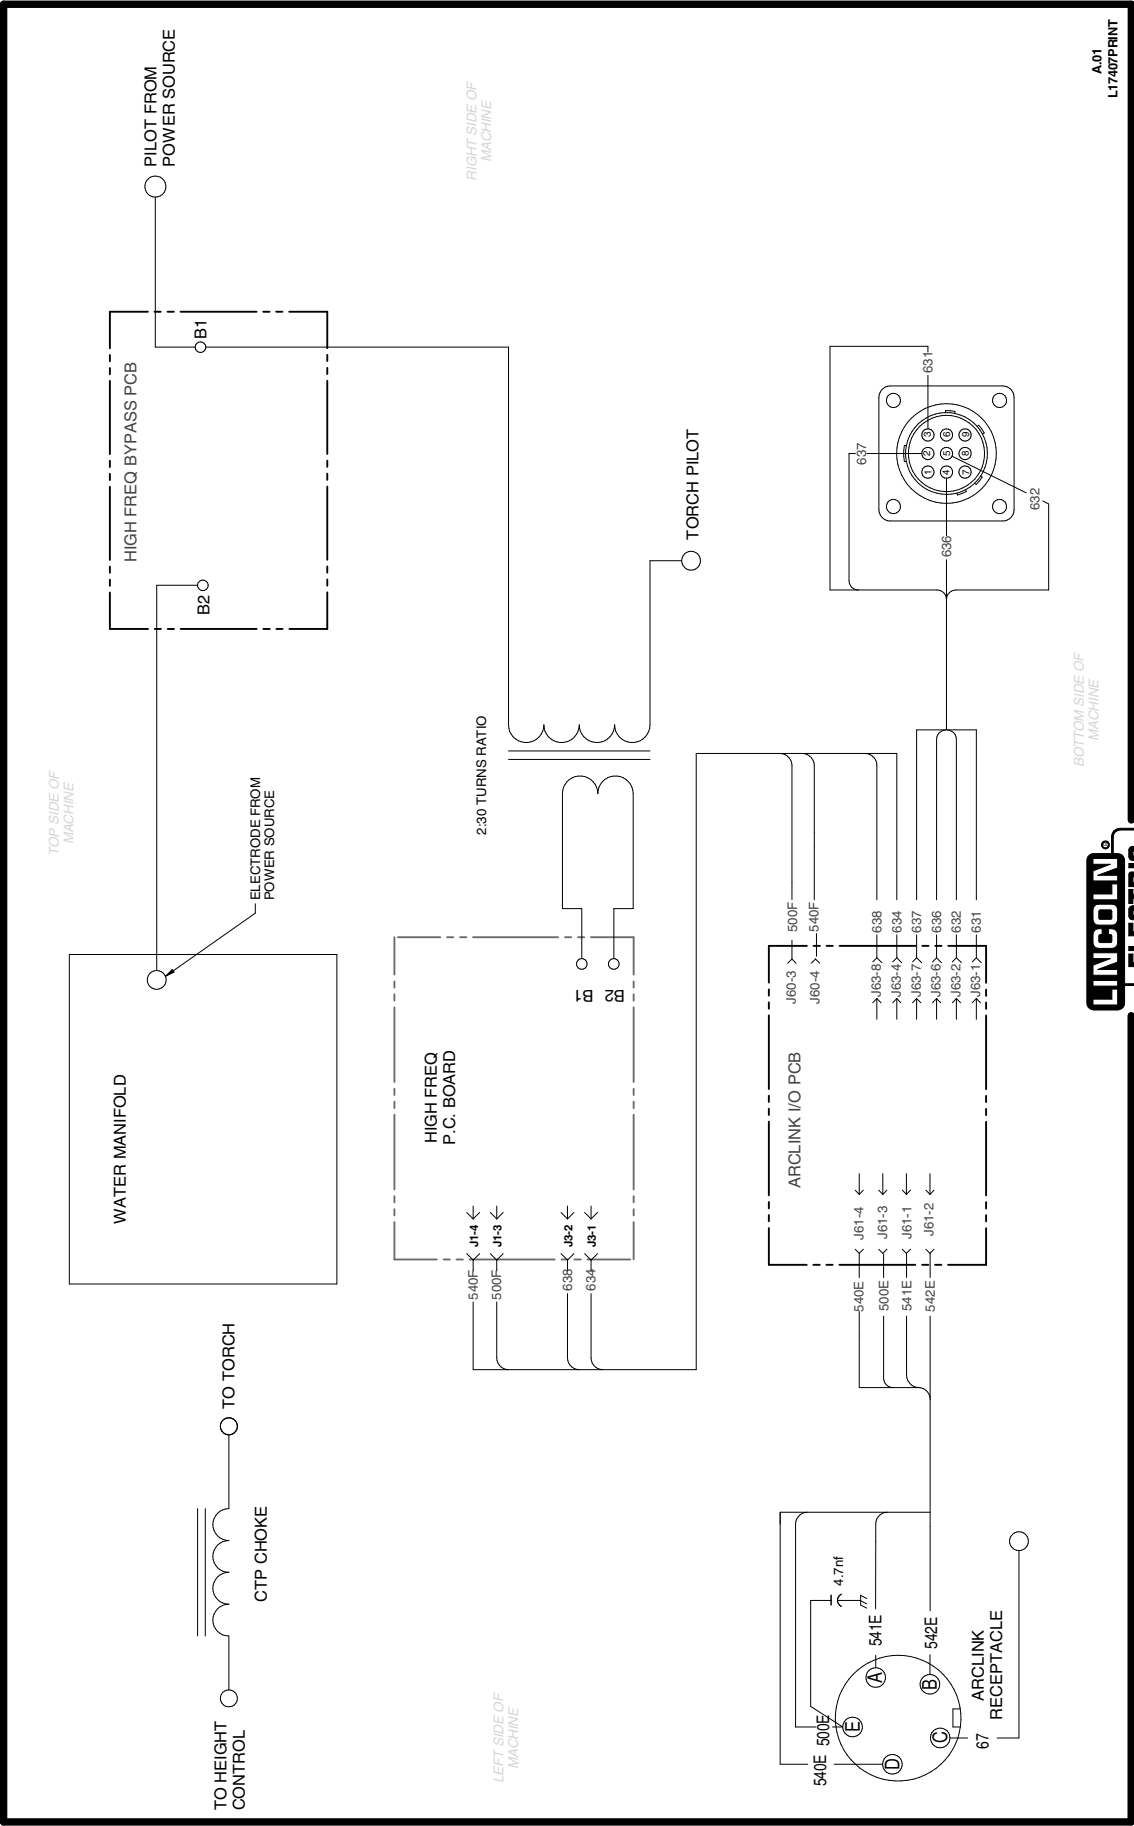 TO HEIGHT
CONTROL
CTP CHOKE
TO TORCH
WATER MANIFOLD
ELECTRODE FROM
POWER SOURCE
TOP SIDE OF
MACHINE
HIGH FREQ BYPASS PCB
B2
B1
PILOT FROM
POWER SOURCE
LEFT SIDE OF
MACHINE
HIGH FREQ
P.C. BOARD
540F
J1-4
500F
J1-3
638
J3-2
634
J3-1
B1
B2
2:30 TURNS RATIO
TORCH PILOT
RIGHT SIDE OF
MACHINE
540E
500E
4.7nf
541E
542E
67
A
B
C
D
E
ARCLINK
RECEPTACLE
ARCLINK I/O PCB
540E
J61-4
500E
J61-3
541E
J61-1
542E
J61-2
J60-3
500F
J60-4
540F
J63-8
638
J63-4
634
J63-7
637
J63-6
636
J63-2
632
J63-1
631
637
631
636
632
1
2
3
4
5
6
7
8
9
BOTTOM SIDE OF
MACHINE
LINCOLN ®
ELECTRIC
A.01
L17407PRINT